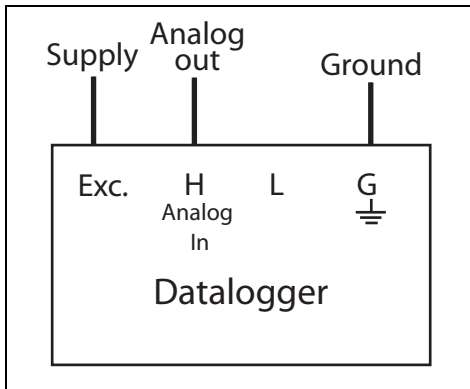 Supply
Analog
out
Ground
Exc.
H
L
G
Analog
In
Datalogger